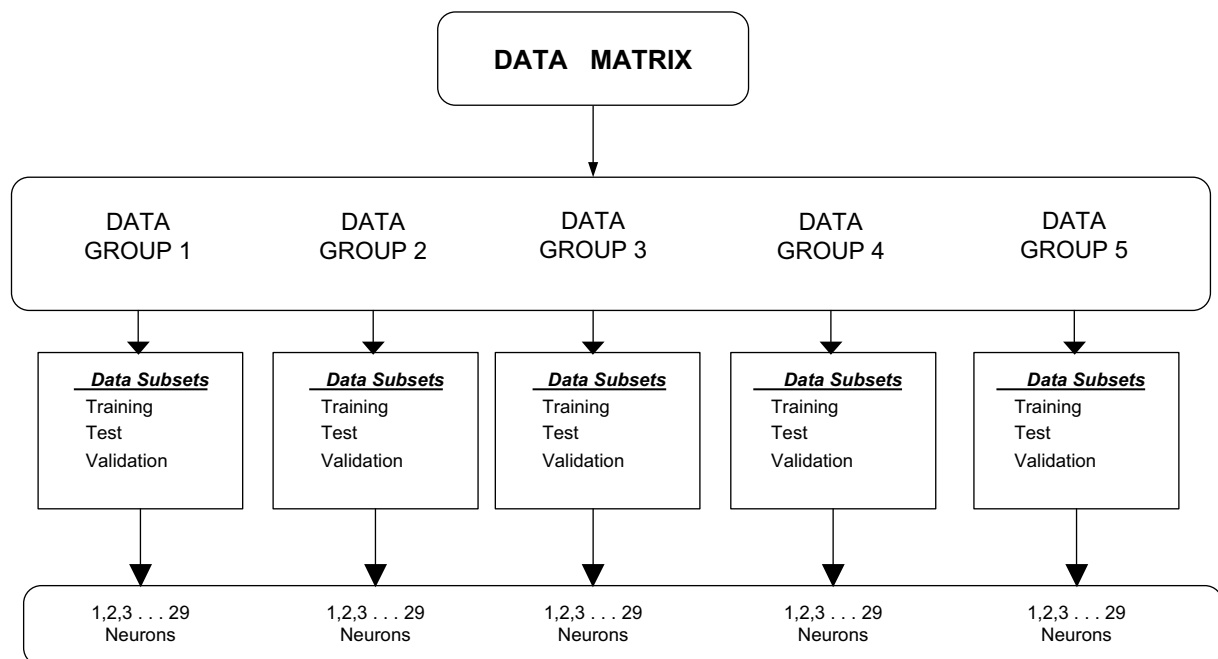 DATA MATRIX
DATA
GROUP 1
DATA
GROUP 2
DATA
GROUP 3
DATA
GROUP 4
DATA
GROUP 5
Data Subsets
Training
Test
Validation
Data Subsets
Training
Test
Validation
Data Subsets
Training
Test
Validation
Data Subsets
Training
Test
Validation
Data Subsets
Training
Test
Validation
1,2,3 . . . 29
Neurons
1,2,3 . . . 29
Neurons
1,2,3 . . . 29
Neurons
1,2,3 . . . 29
Neurons
1,2,3 . . . 29
Neurons